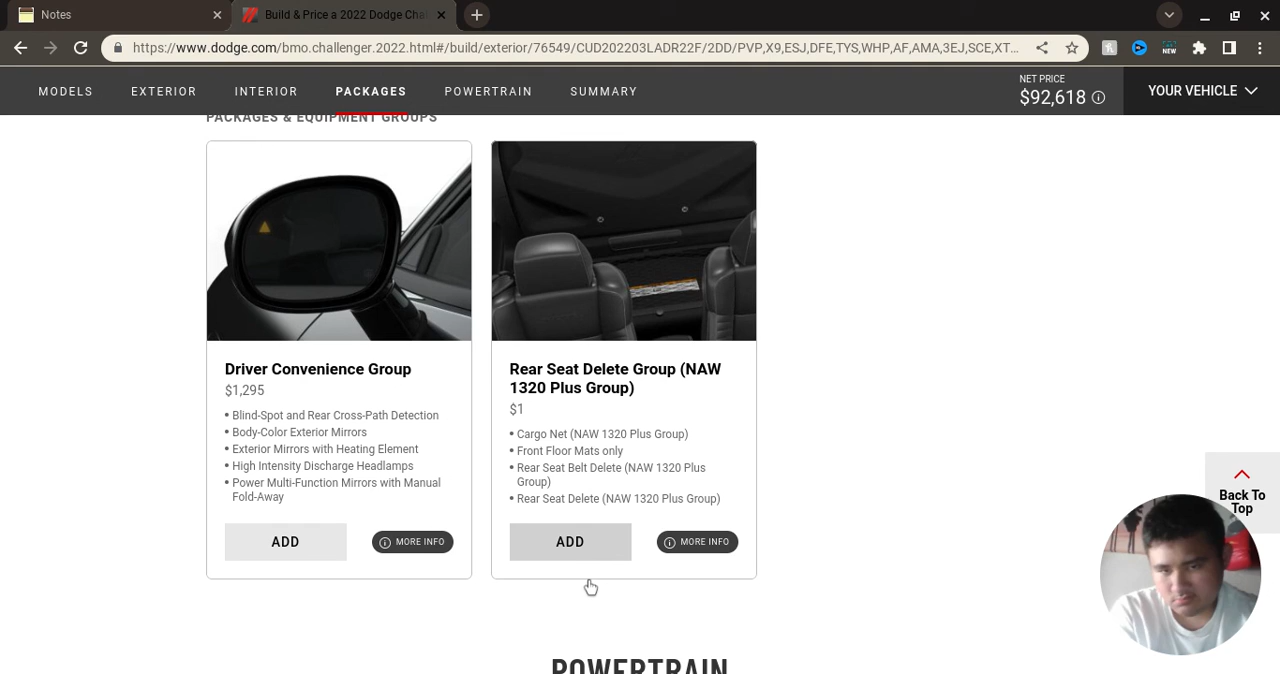 Notes
Build & Price a 2022 Dodge Chal
https://www.dodge.com/bmo.challenger.2022.html#/build/exterior/76549/CUD202203LADR22F/2DD/PVP,X9,ESJ,DFE,TYS,WHP,AF,AMA,3EJ,SCE,XT...
NEW
MODELS
EXTERIOR
INTERIOR
PACKAGES
POWERTRAIN
SUMMARY
NET PRICE
$92,618
YOUR VEHICLE
PACKAGES & EQUIPMENT GROUPS
Driver Convenience Group
$1,295
• Blind-Spot and Rear Cross-Path Detection
• Body-Color Exterior Mirrors
• Exterior Mirrors with Heating Element
• High Intensity Discharge Headlamps
• Power Multi-Function Mirrors with Manual
Fold-Away
ADD
MORE INFO
Rear Seat Delete Group (NAW
1320 Plus Group)
$1
• Cargo Net (NAW 1320 Plus Group)
• Front Floor Mats only
• Rear Seat Belt Delete (NAW 1320 Plus
Group)
• Rear Seat Delete (NAW 1320 Plus Group)
ADD
MORE INFO
Back To
Top
POWERTRAIN